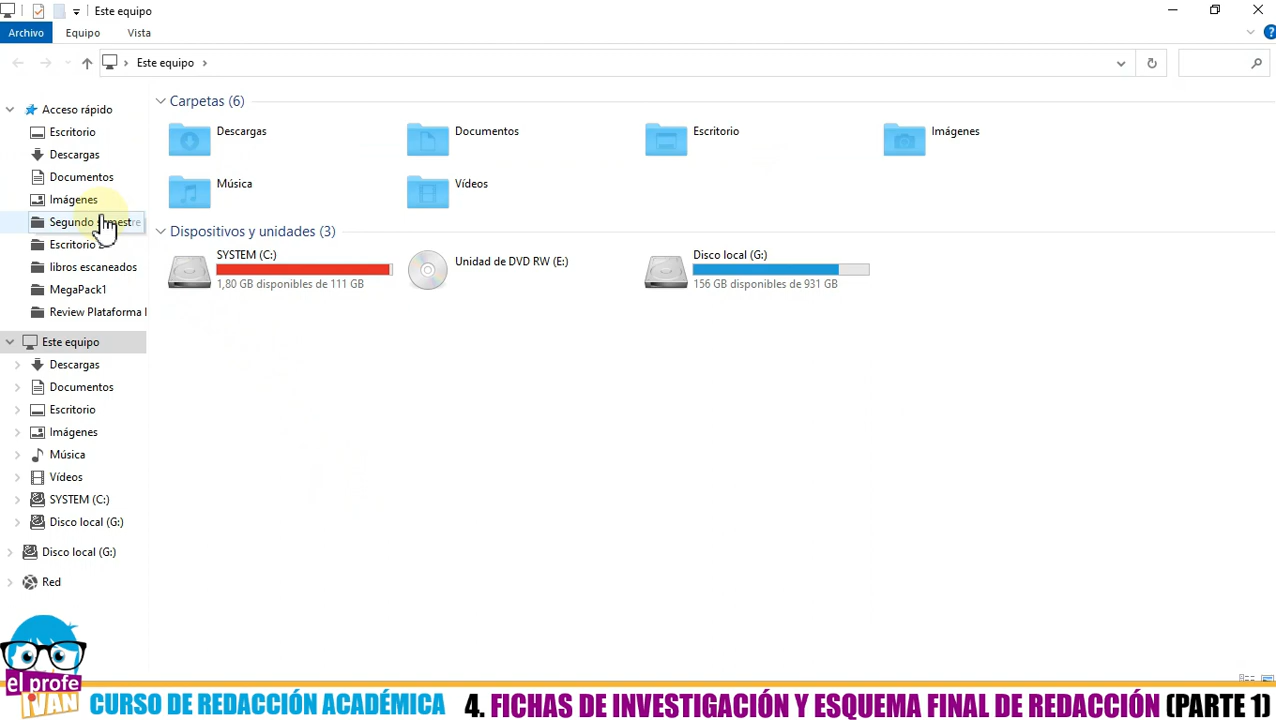 Este equipo
Archivo Equipo Vista
Este equipo
Acceso rápido
Escritorio
Descargas
Documentos
Imágenes
Segundo
Escritorio
libros escaneados
MegaPack1
Review Plataforma
Este equipo
Descargas
Documentos
Escritorio
Imágenes
Música
Vídeos
SYSTEM (C:)
Disco local (G:)
Disco local (G:)
Red
Carpetas (6)
Descargas Documentos Escritorio Imágenes
Música Vídeos
Dispositivos y unidades (3)
SYSTEM (C:)
1,80 GB disponibles de 111 GB
Unidad de DVD RW (E:)
Disco local (G:)
156 GB disponibles de 931 GB
el profe
iVAN
CURSO DE REDACCIÓN ACADÉMICA 4. FICHAS DE INVESTIGACIÓN Y ESQUEMA FINAL DE REDACCIÓN (PARTE 1)